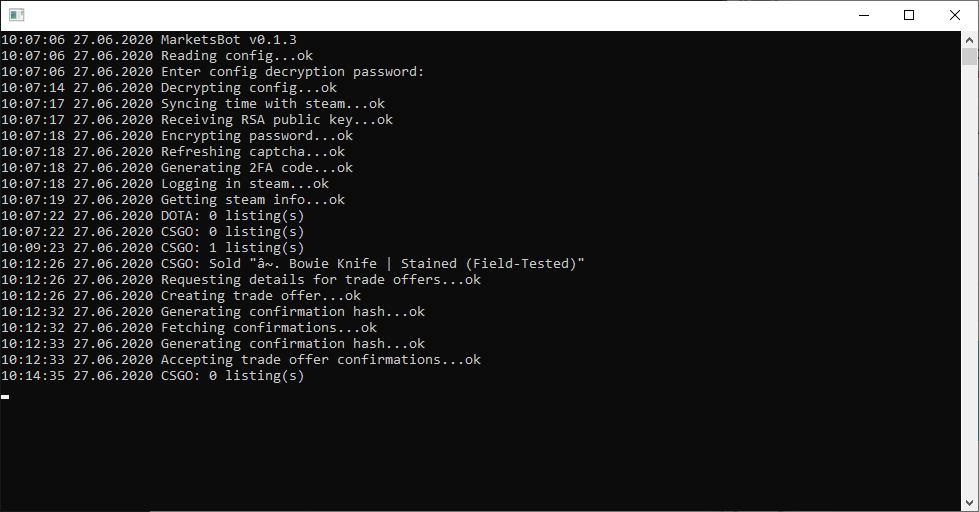 10:07:06 27.06.2020 MarketsBot v0.1.3
10:07:06 27.06.2020 Reading config...ok
10:07:06 27.06.2020 Enter config decryption password:
10:07:14 27.06.2020 Decrypting config...ok
10:07:17 27.06.2020 Syncing time with steam...ok
10:07:17 27.06.2020 Receiving RSA public key...ok
10:07:18 27.06.2020 Encrypting password...ok
10:07:18 27.06.2020 Refreshing captcha...ok
10:07:18 27.06.2020 Generating 2FA code...ok
10:07:18 27.06.2020 Logging in steam...ok
10:07:19 27.06.2020 Getting steam info...ok
10:07:22 27.06.2020 DOTA: 0 listing(s)
10:07:22 27.06.2020 CSGO: 0 listing(s)
10:09:23 27.06.2020 CSGO: 1 listing(s)
10:12:26 27.06.2020 CSGO: Sold "â~. Bowie Knife | Stained (Field-Tested)"
10:12:26 27.06.2020 Requesting details for trade offers...ok
10:12:26 27.06.2020 Creating trade offer...ok
10:12:32 27.06.2020 Generating confirmation hash...ok
10:12:32 27.06.2020 Fetching confirmations...ok
10:12:33 27.06.2020 Generating confirmation hash...ok
10:12:33 27.06.2020 Accepting trade offer confirmations...ok
10:14:35 27.06.2020 CSGO: 0 listing(s)